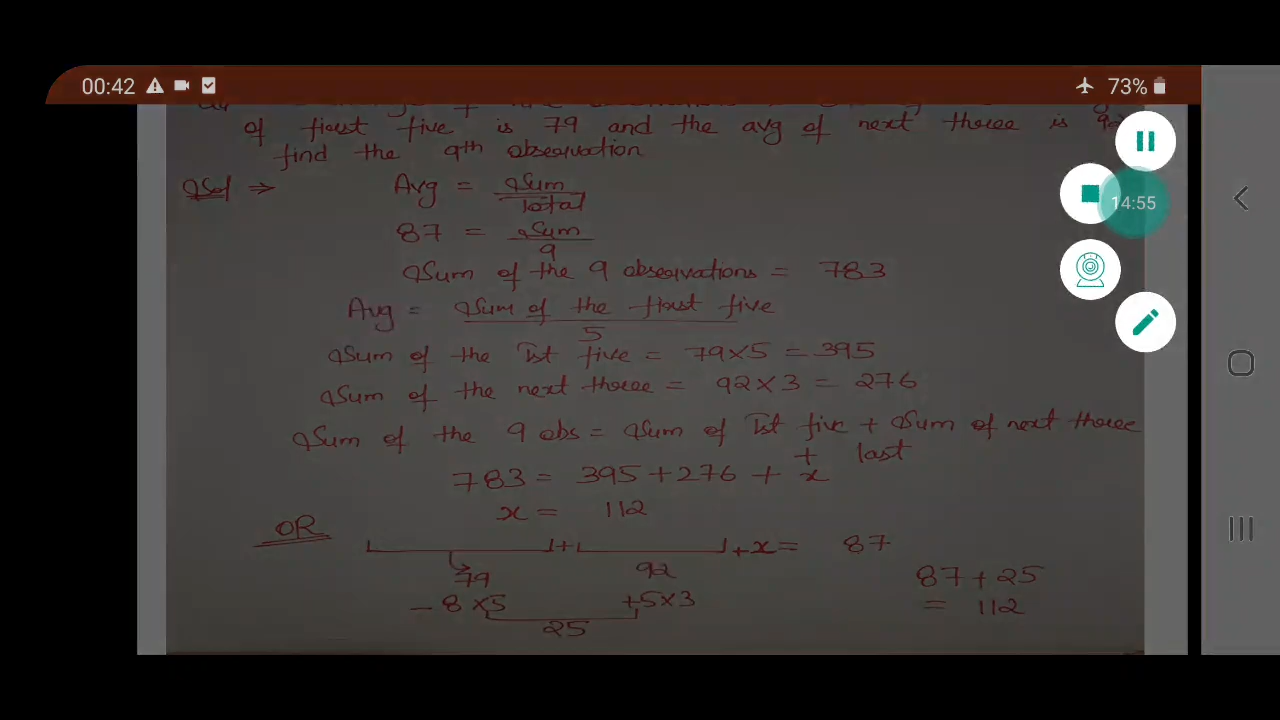 00:42
73%
of first five is 79 and the avg of next three is
find the 9th observation
14:55
Sol ⇒ Avg = Sum / Total
87 = Sum / 9
Sum of the 9 observations = 783
Avg = Sum of the first five / 5
Sum of the Ist five = 79×5 = 395
Sum of the next three = 92×3 = 276
Sum of the 9 obs = Sum of Ist five + Sum of next three
+ last
783 = 395+276 + x
x = 112
OR
+ +x = 87
79 92
87+25
-8×5 +5×3
= 112
25